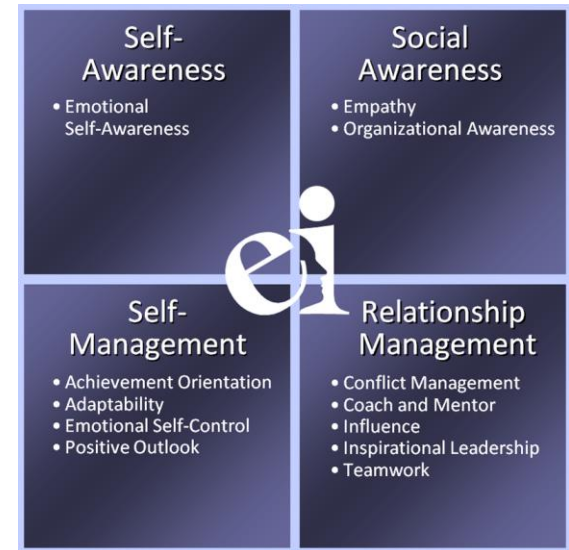 Self-
Awareness
• Emotional
Self-Awareness
Social
Awareness
• Empathy
• Organizational Awareness
ei
Self-
Management
• Achievement Orientation
• Adaptability
• Emotional Self-Control
• Positive Outlook
Relationship
Management
• Conflict Management
• Coach and Mentor
• Influence
• Inspirational Leadership
• Teamwork